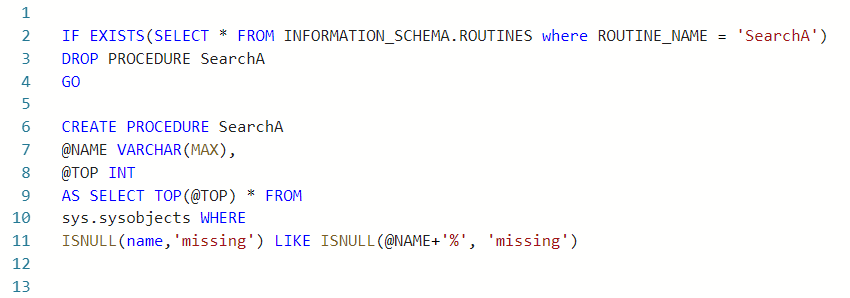 1
2 IF EXISTS(SELECT * FROM INFORMATION_SCHEMA.ROUTINES where ROUTINE_NAME = 'SearchA')
3 DROP PROCEDURE SearchA
4 GO
5
6 CREATE PROCEDURE SearchA
7 @NAME VARCHAR(MAX),
8 @TOP INT
9 AS SELECT TOP(@TOP) * FROM
10 sys.sysobjects WHERE
11 ISNULL(name,'missing') LIKE ISNULL(@NAME+'%', 'missing')
12
13